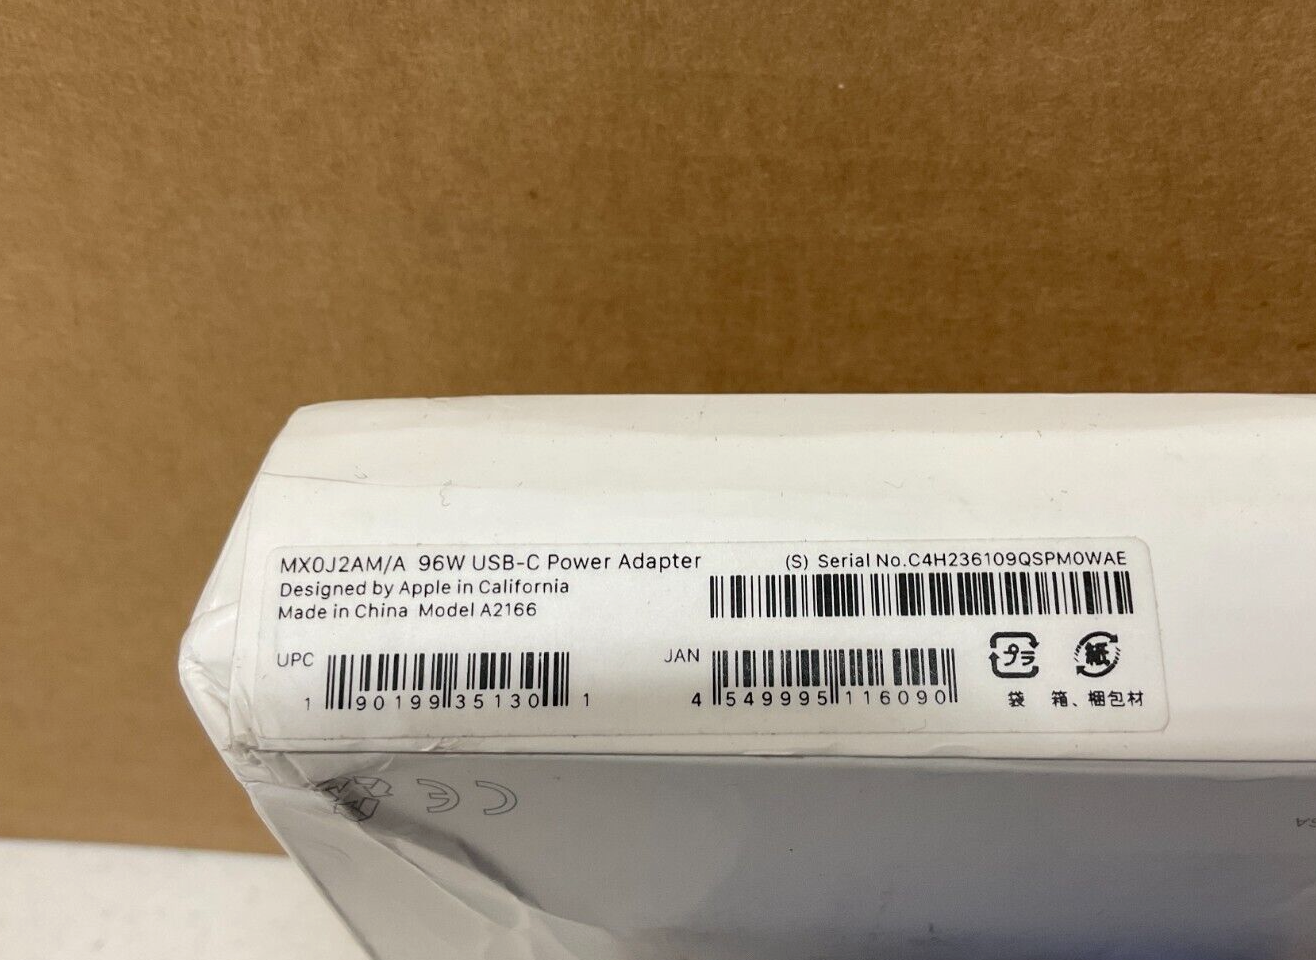 MX0J2AM/A 96W USB-C Power Adapter
Designed by Apple in California
Made in China Model A2166
(S) Serial No.C4H236109QSPM0WAE
UPC
1 90199 35130 1
JAN
4 549995 116090
プラ 紙
袋 箱、梱包材
CE